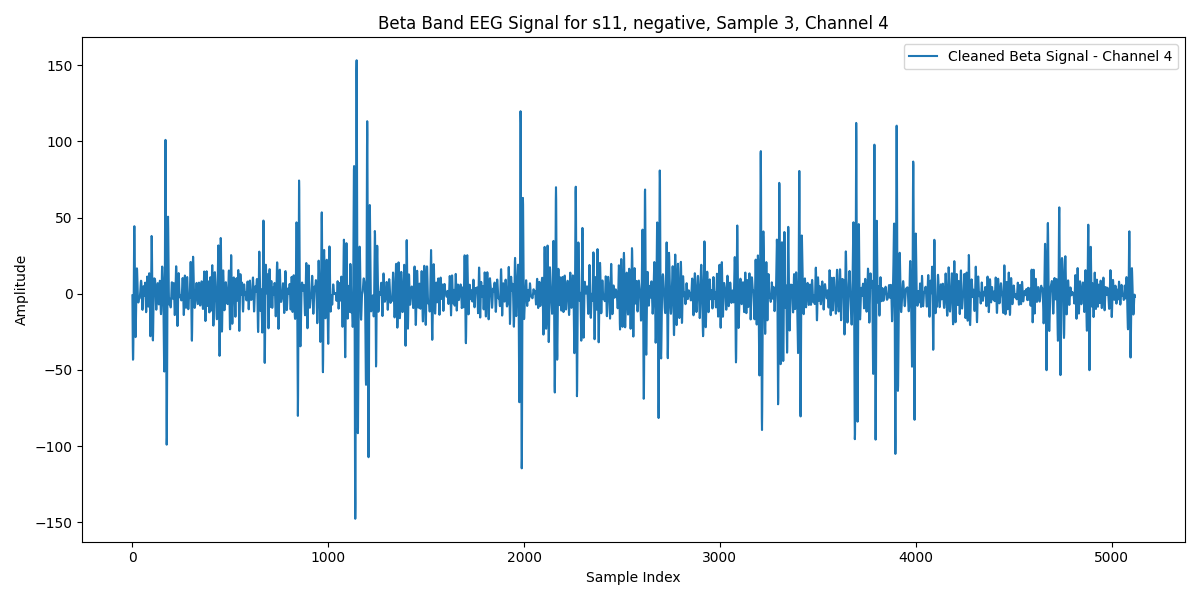 Beta Band EEG Signal for s11, negative, Sample 3, Channel 4
Cleaned Beta Signal - Channel 4
Amplitude
150
100
50
0
−50
−100
−150
0 1000 2000 3000 4000 5000
Sample Index